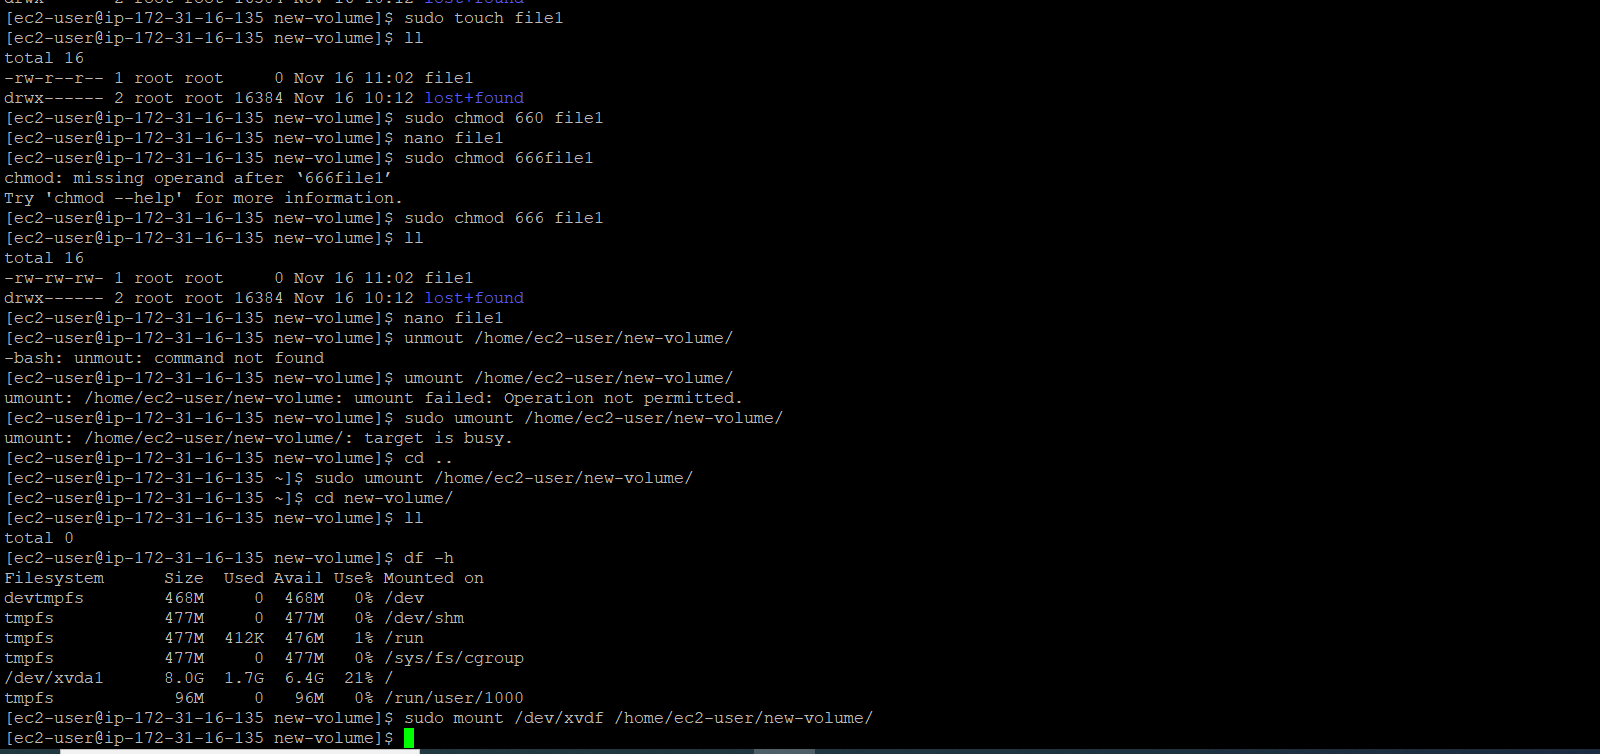 drwx------ 2 root root 16384 Nov 16 10:12 lost+found
[ec2-user@ip-172-31-16-135 new-volume]$ sudo touch file1
[ec2-user@ip-172-31-16-135 new-volume]$ ll
total 16
-rw-r--r-- 1 root root     0 Nov 16 11:02 file1
drwx------ 2 root root 16384 Nov 16 10:12 lost+found
[ec2-user@ip-172-31-16-135 new-volume]$ sudo chmod 660 file1
[ec2-user@ip-172-31-16-135 new-volume]$ nano file1
[ec2-user@ip-172-31-16-135 new-volume]$ sudo chmod 666file1
chmod: missing operand after ‘666file1’
Try 'chmod --help' for more information.
[ec2-user@ip-172-31-16-135 new-volume]$ sudo chmod 666 file1
[ec2-user@ip-172-31-16-135 new-volume]$ ll
total 16
-rw-rw-rw- 1 root root     0 Nov 16 11:02 file1
drwx------ 2 root root 16384 Nov 16 10:12 lost+found
[ec2-user@ip-172-31-16-135 new-volume]$ nano file1
[ec2-user@ip-172-31-16-135 new-volume]$ unmout /home/ec2-user/new-volume/
-bash: unmout: command not found
[ec2-user@ip-172-31-16-135 new-volume]$ umount /home/ec2-user/new-volume/
umount: /home/ec2-user/new-volume: umount failed: Operation not permitted.
[ec2-user@ip-172-31-16-135 new-volume]$ sudo umount /home/ec2-user/new-volume/
umount: /home/ec2-user/new-volume/: target is busy.
[ec2-user@ip-172-31-16-135 new-volume]$ cd ..
[ec2-user@ip-172-31-16-135 ~]$ sudo umount /home/ec2-user/new-volume/
[ec2-user@ip-172-31-16-135 ~]$ cd new-volume/
[ec2-user@ip-172-31-16-135 new-volume]$ ll
total 0
[ec2-user@ip-172-31-16-135 new-volume]$ df -h
Filesystem      Size  Used Avail Use% Mounted on
devtmpfs        468M     0  468M   0% /dev
tmpfs           477M     0  477M   0% /dev/shm
tmpfs           477M  412K  476M   1% /run
tmpfs           477M     0  477M   0% /sys/fs/cgroup
/dev/xvda1      8.0G  1.7G  6.4G  21% /
tmpfs            96M     0   96M   0% /run/user/1000
[ec2-user@ip-172-31-16-135 new-volume]$ sudo mount /dev/xvdf /home/ec2-user/new-volume/
[ec2-user@ip-172-31-16-135 new-volume]$